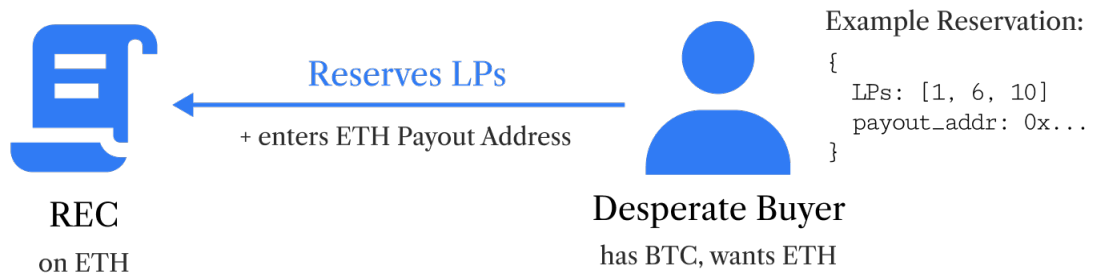 Example Reservation:
{
LPs: [1, 6, 10]
payout_addr: 0x...
}
Reserves LPs
+ enters ETH Payout Address
REC
on ETH
Desperate Buyer
has BTC, wants ETH